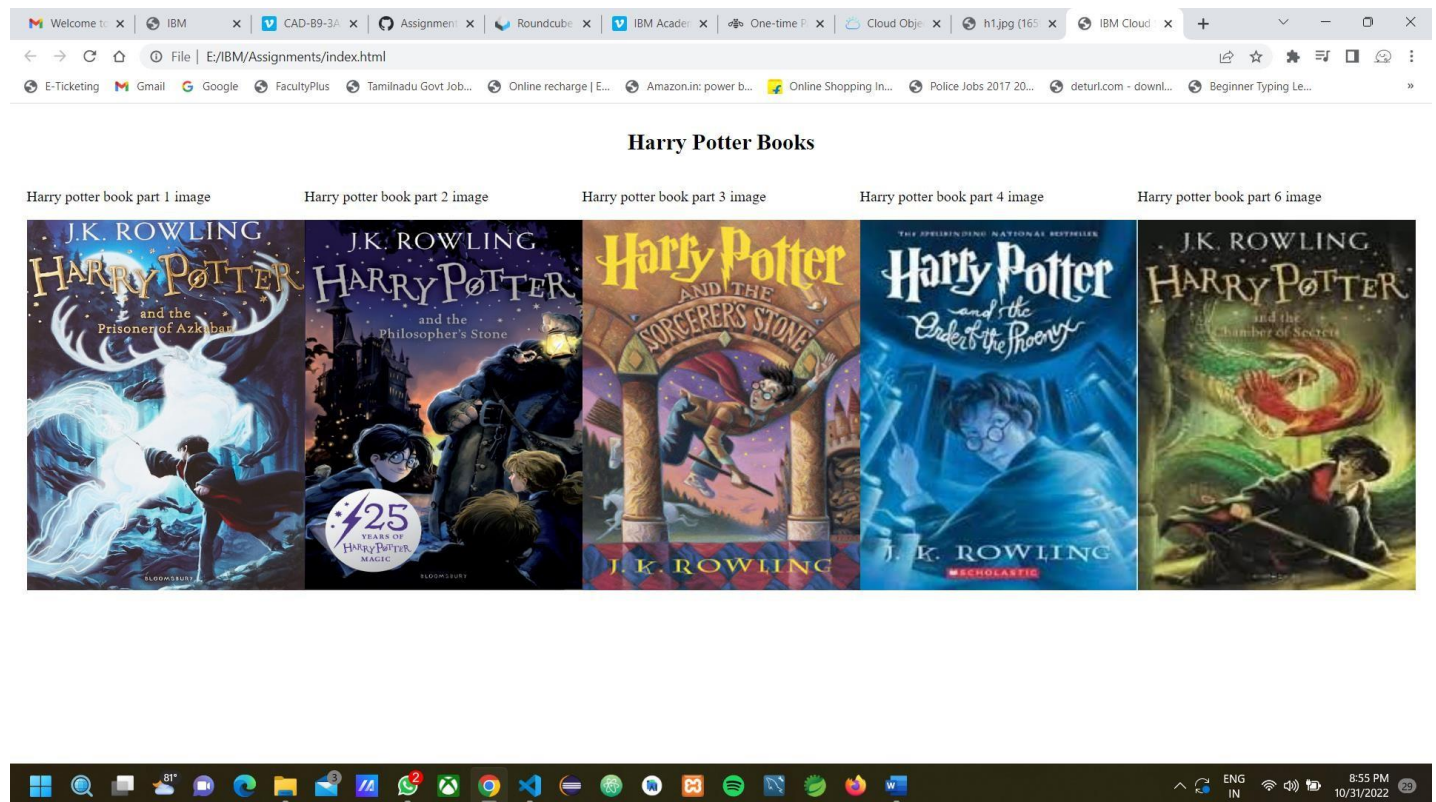 Welcome to
IBM
CAD-B9-3A
Assignment
Roundcube
IBM Academ
One-time P
Cloud Obje
h1.jpg (165
IBM Cloud
File | E:/IBM/Assignments/index.html
E-Ticketing
Gmail
Google
FacultyPlus
Tamilnadu Govt Job...
Online recharge | E...
Amazon.in: power b...
Online Shopping In...
Police Jobs 2017 20...
deturl.com - downl...
Beginner Typing Le...
Harry Potter Books
Harry potter book part 1 image
Harry potter book part 2 image
Harry potter book part 3 image
Harry potter book part 4 image
Harry potter book part 6 image
J.K. ROWLING
HARRY POTTER
and the
Prisoner of Azkaban
BLOOMSBURY
J.K. ROWLING
HARRY POTTER
and the
Philosopher's Stone
25
YEARS OF
HARRY POTTER
MAGIC
BLOOMSBURY
Harry Potter
AND THE
SORCERER'S STONE
J. K. ROWLING
THE SPELLBINDING NATIONAL BESTSELLER
Harry Potter
and the
Order of the Phoenix
J. K. ROWLING
SCHOLASTIC
J.K. ROWLING
HARRY POTTER
and the
Chamber of Secrets
81°
3
2
ENG
IN
8:55 PM
10/31/2022
29